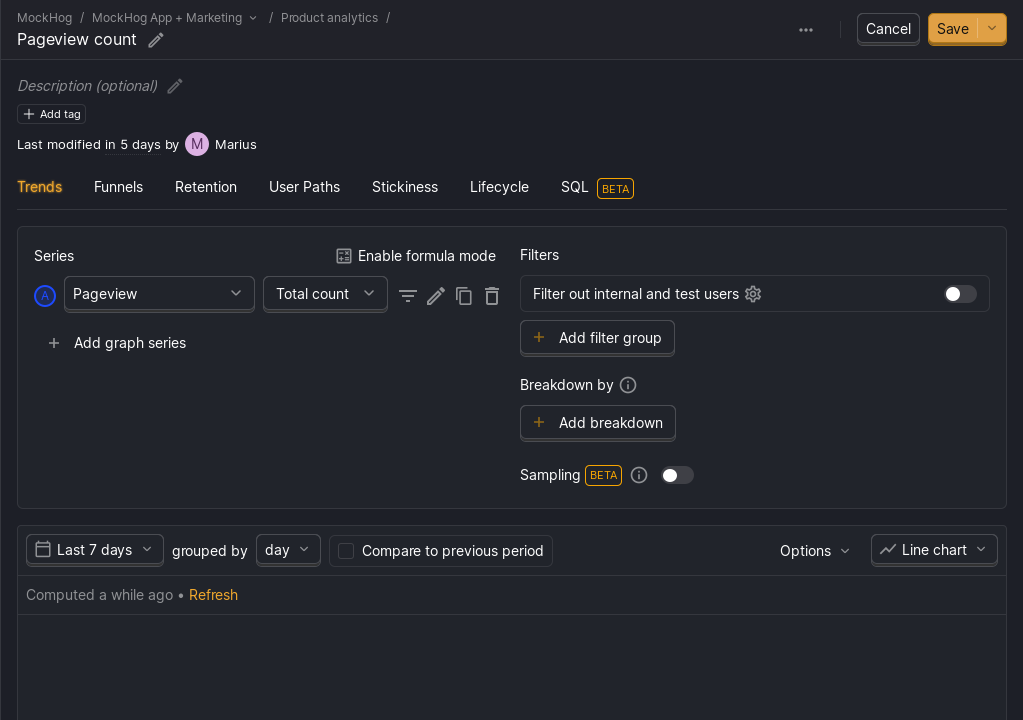 MockHog / MockHog App + Marketing / Product analytics /
Pageview count
Cancel
Save
Description (optional)
Add tag
Last modified in 5 days by M Marius
Trends Funnels Retention User Paths Stickiness Lifecycle SQL BETA
Series
Enable formula mode
A Pageview Total count
Add graph series
Filters
Filter out internal and test users
Add filter group
Breakdown by
Add breakdown
Sampling BETA
Last 7 days grouped by day Compare to previous period Options Line chart
Computed a while ago • Refresh